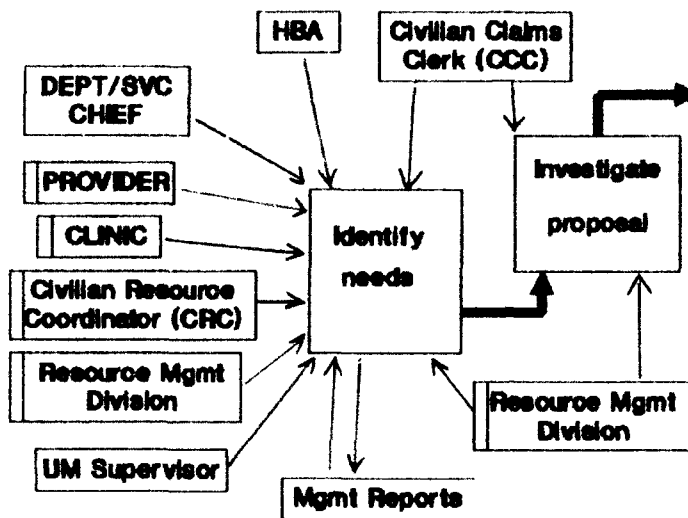 HBA
Civilian Claims
Clerk (CCC)
DEPT/SVC
CHIEF
PROVIDER
CLINIC
Civilian Resource
Coordinator (CRC)
Resource Mgmt
Division
UM Supervisor
Identify
needs
Mgmt Reports
Investigate
proposal
Resource Mgmt
Division